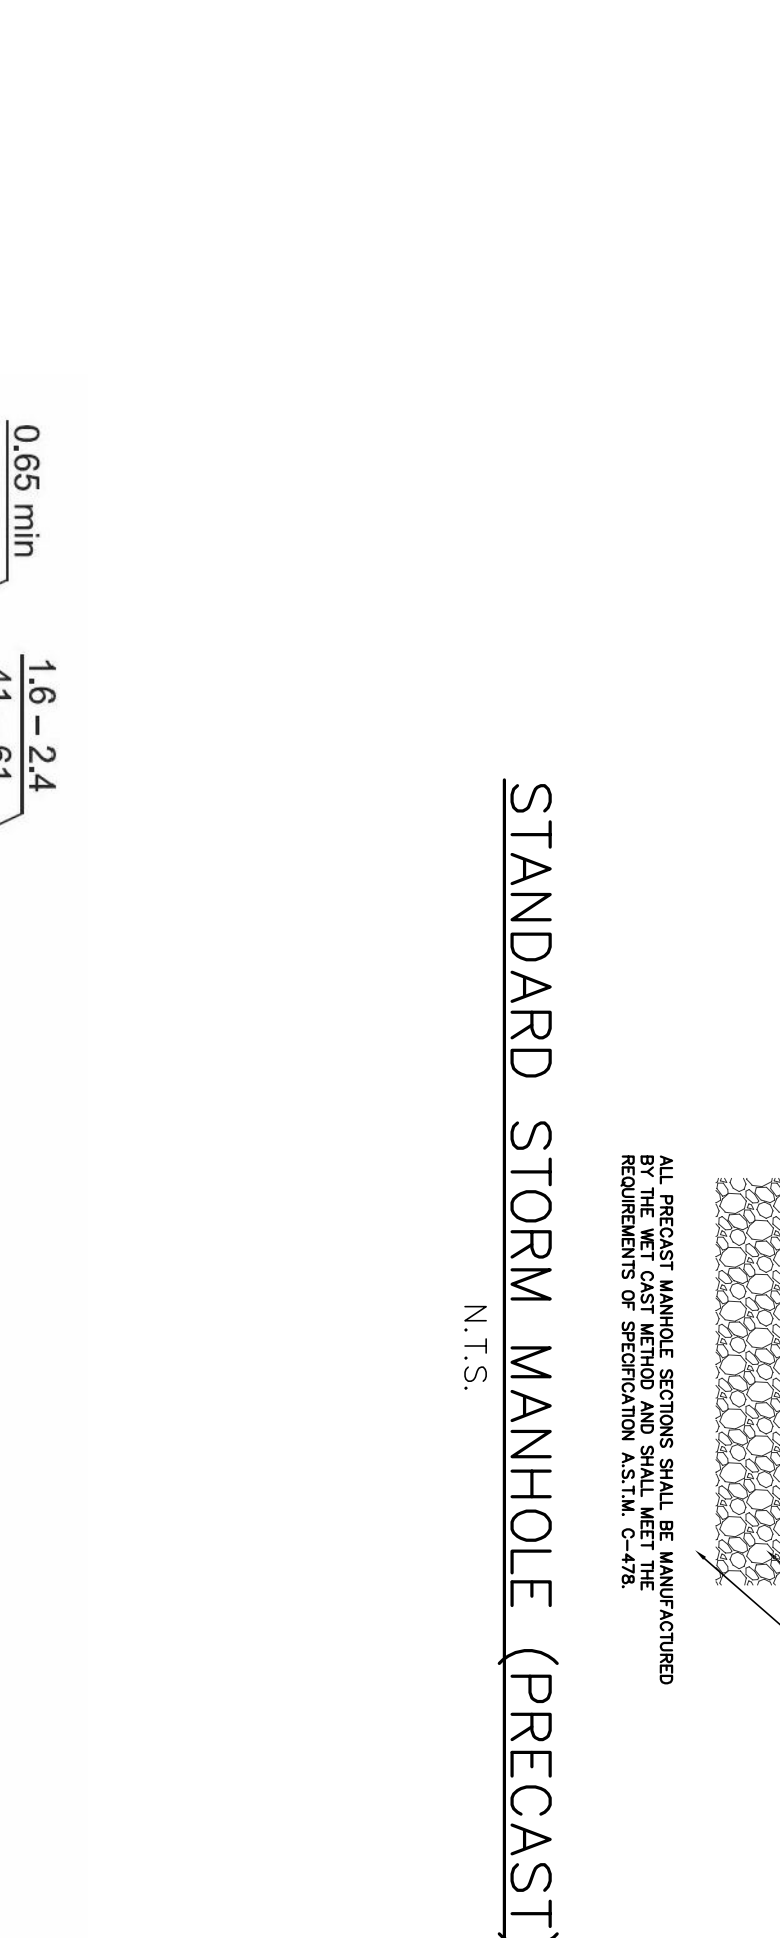 ALL PRECAST MANHOLE SECTIONS SHALL BE MANUFACTURED
BY THE WET CAST METHOD AND SHALL MEET THE
REQUIREMENTS OF SPECIFICATION A.S.T.M. C-478.
STANDARD STORM MANHOLE (PRECAST)
N.T.S.
0.65 min
1.6 – 2.4